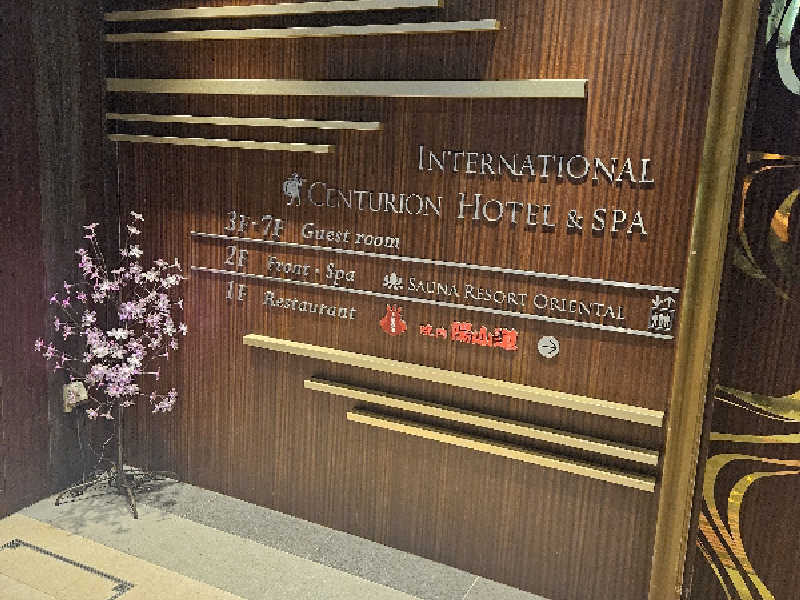 INTERNATIONAL
CENTURION HOTEL & SPA
3F-7F Guest room
2F Front・Spa SAUNA RESORT ORIENTAL
1F Restaurant 焼肉 陽山道